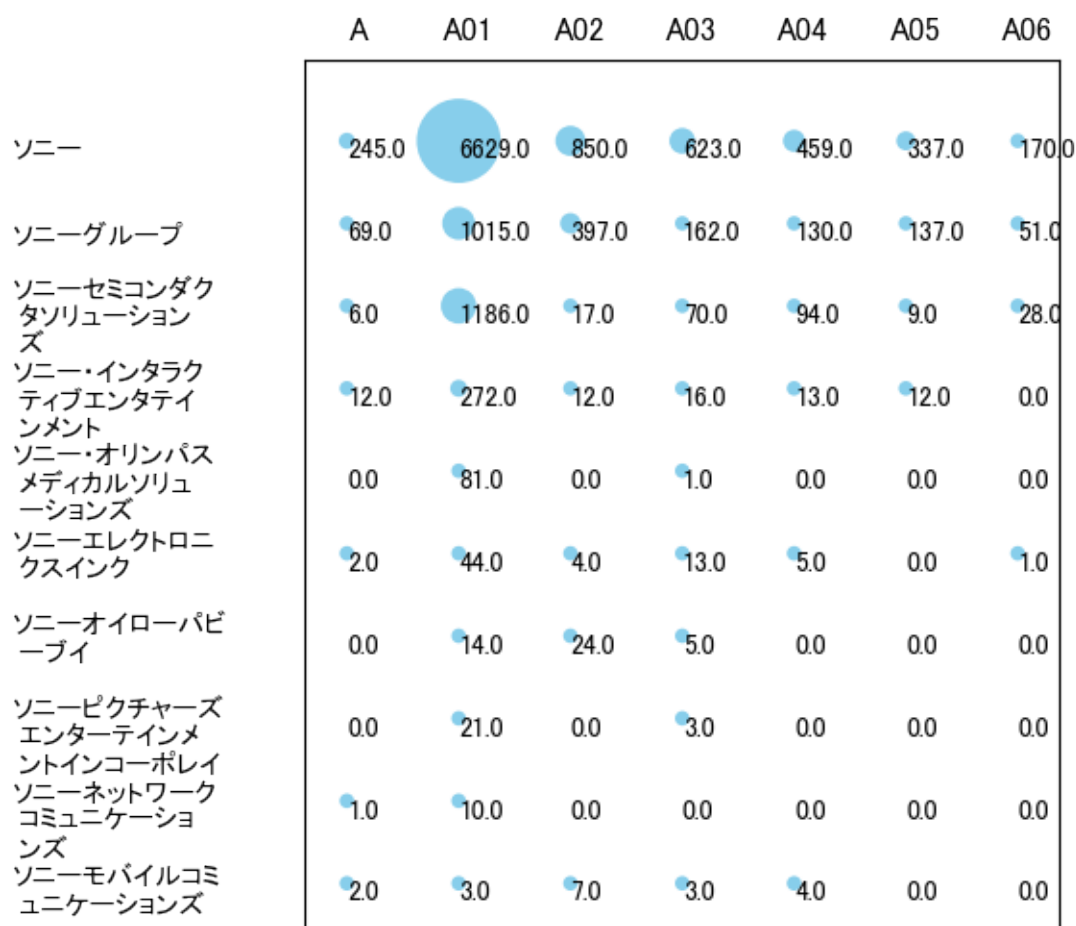 A A01 A02 A03 A04 A05 A06
ソニー 245.0 6629.0 850.0 623.0 459.0 337.0 170.0
ソニーグループ 69.0 1015.0 397.0 162.0 130.0 137.0 51.0
ソニーセミコンダク
タソリューション 6.0 1186.0 17.0 70.0 94.0 9.0 28.0
ズ
ソニー・インタラク
ティブエンタテイ 12.0 272.0 12.0 16.0 13.0 12.0 0.0
ンメント
ソニー・オリンパス
メディカルソリュ 0.0 81.0 0.0 1.0 0.0 0.0 0.0
ーションズ
ソニーエレクトロニ
クスインク 2.0 44.0 4.0 13.0 5.0 0.0 1.0
ソニーオイローパビ
ーブイ 0.0 14.0 24.0 5.0 0.0 0.0 0.0
ソニーピクチャーズ
エンターテインメ 0.0 21.0 0.0 3.0 0.0 0.0 0.0
ントインコーポレイ
ソニーネットワーク
コミュニケーショ 1.0 10.0 0.0 0.0 0.0 0.0 0.0
ンズ
ソニーモバイルコミ
ュニケーションズ 2.0 3.0 7.0 3.0 4.0 0.0 0.0